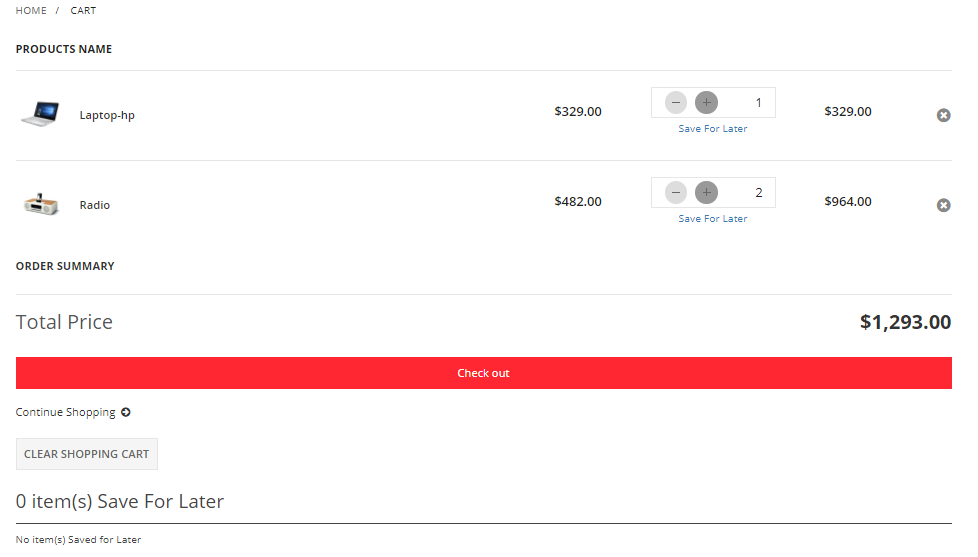 HOME / CART
PRODUCTS NAME
Laptop-hp $329.00 − + 1 $329.00
Save For Later
Radio $482.00 − + 2 $964.00
Save For Later
ORDER SUMMARY
Total Price $1,293.00
Check out
Continue Shopping
CLEAR SHOPPING CART
0 item(s) Save For Later
No item(s) Saved for Later